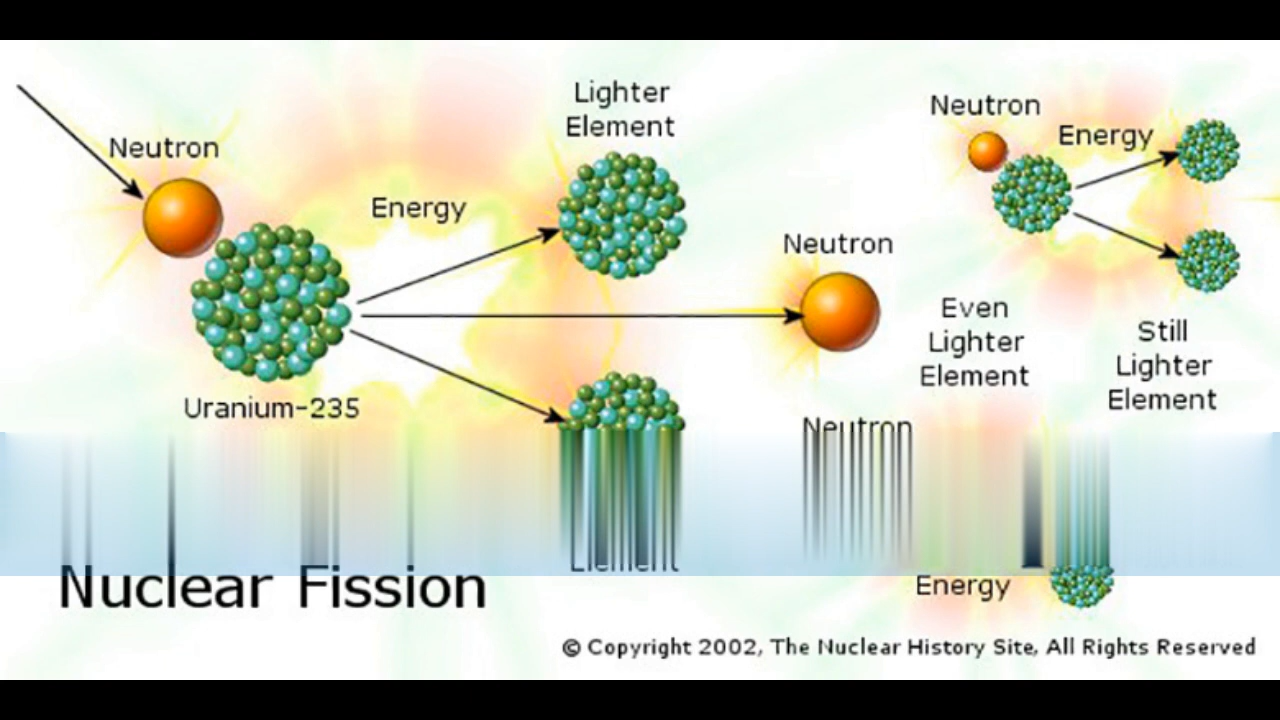 Neutron
Uranium-235
Energy
Lighter
Element
Neutron
Neutron
Energy
Even
Lighter
Element
Still
Lighter
Element
Neutron
Element
Energy
Nuclear Fission
© Copyright 2002, The Nuclear History Site, All Rights Reserved